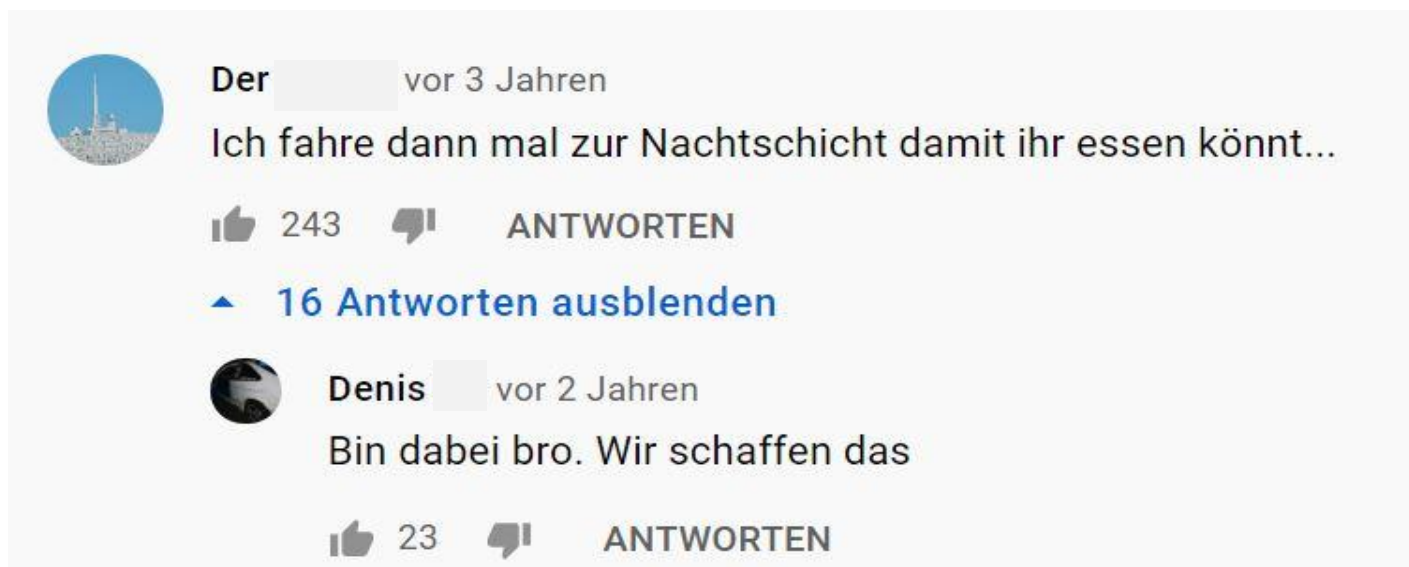 Der vor 3 Jahren
Ich fahre dann mal zur Nachtschicht damit ihr essen könnt...
243 ANTWORTEN
16 Antworten ausblenden
Denis vor 2 Jahren
Bin dabei bro. Wir schaffen das
23 ANTWORTEN